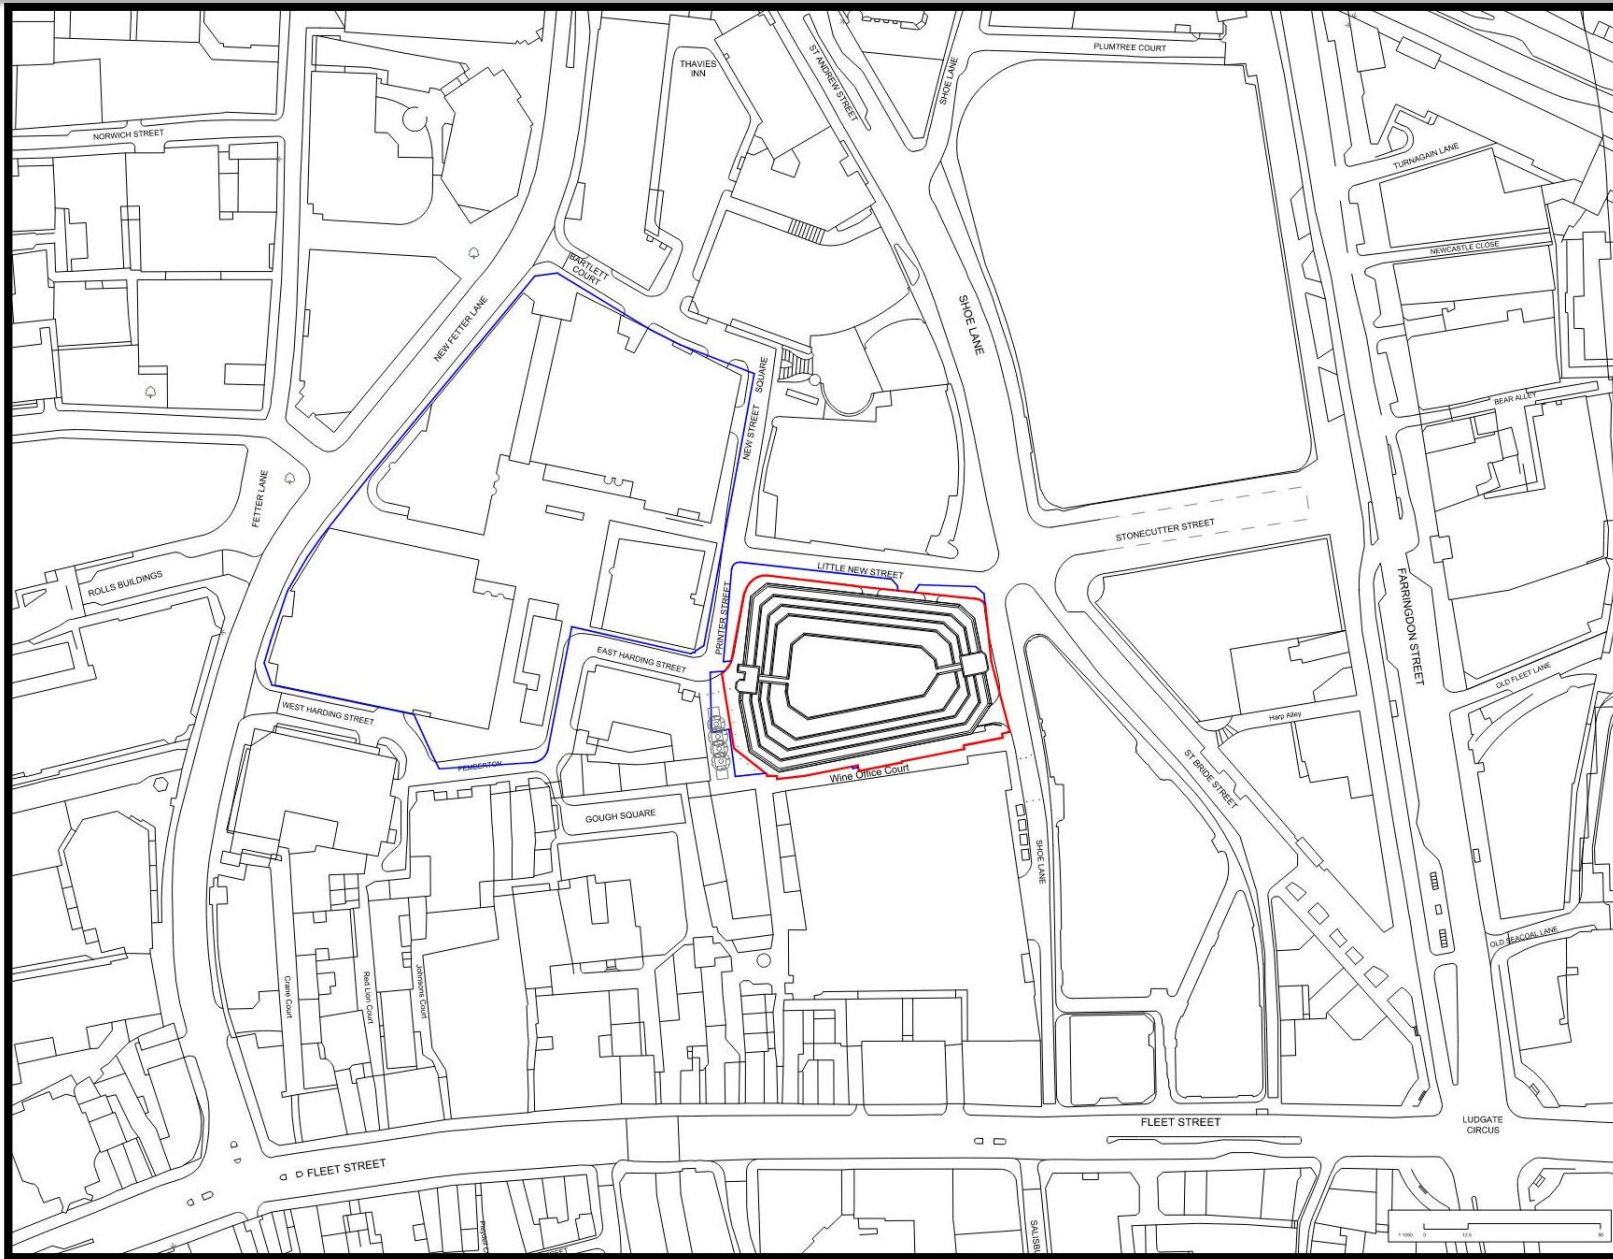 PLUMTREE COURT
THAVIES
INN
ST ANDREW STREET
SHOE LANE
NORWICH STREET
TURNAGAIN LANE
NEWCASTLE CLOSE
BARTLETT
COURT
NEW FETTER LANE
SHOE LANE
NEW STREET SQUARE
BEAR ALLEY
FETTER LANE
STONECUTTER STREET
ROLLS BUILDINGS
LITTLE NEW STREET
PRINTER STREET
FARRINGDON STREET
EAST HARDING STREET
OLD FLEET LANE
WEST HARDING STREET
Harp Alley
PEMBERTON
Wine Office Court
ST BRIDE STREET
GOUGH SQUARE
SHOE LANE
OLD SEACOAL LANE
Crane Court
Red Lion Court
Johnsons Court
FLEET STREET
LUDGATE
CIRCUS
FLEET STREET
SALISBU